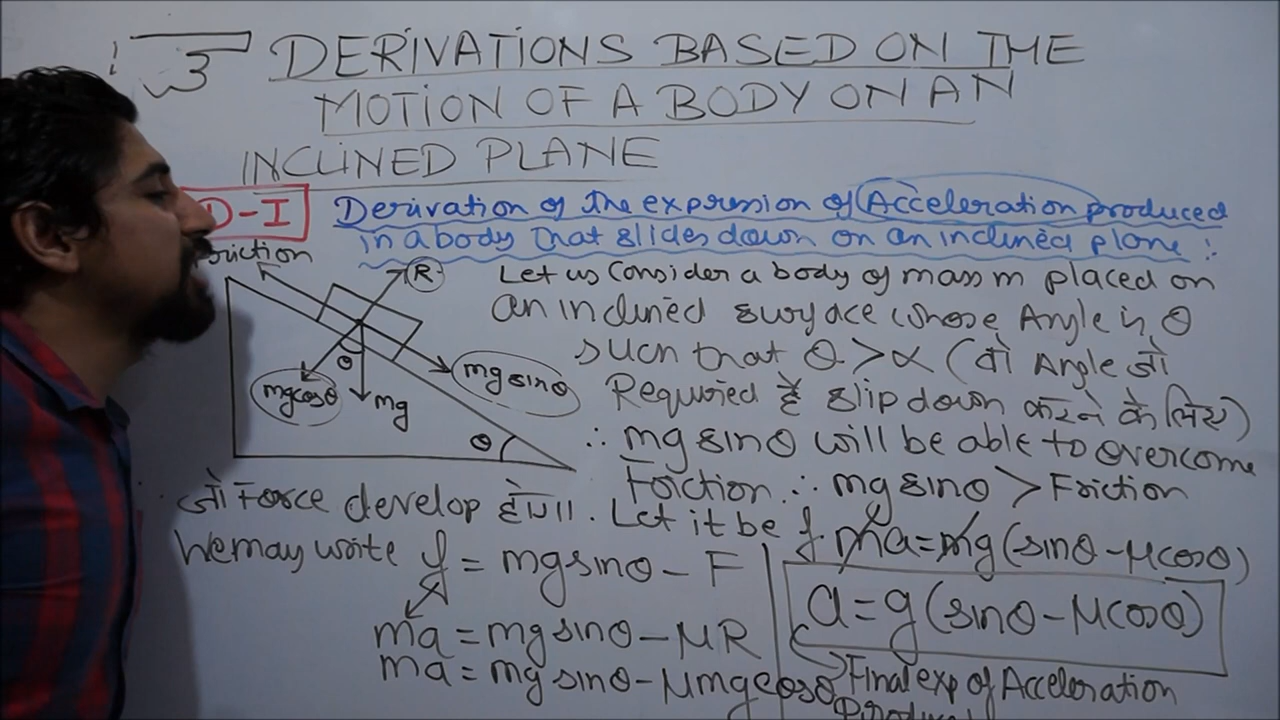 3 DERIVATIONS BASED ON THE
MOTION OF A BODY ON AN
INCLINED PLANE
D-I Derivation of the expression of Acceleration produced
in a body that slides down on an inclined plane :
riction
R
θ
mgcosθ
mg
mgsinθ
θ
Let us Consider a body of mass m placed on
an inclined surface whose Angle is θ
such that θ > α (वो Angle जो
Required है slip down करने के लिए)
∴ mg sinθ will be able to overcome
Friction ∴ mg sinθ > Friction
जो Force develop होगा. Let it be f.
We may write f = mgsinθ - F
ma = mgsinθ - μR
ma = mgsinθ - μmgcosθ
ma = mg(sinθ - μcosθ)
a = g(sinθ - μcosθ)
Final exp of Acceleration